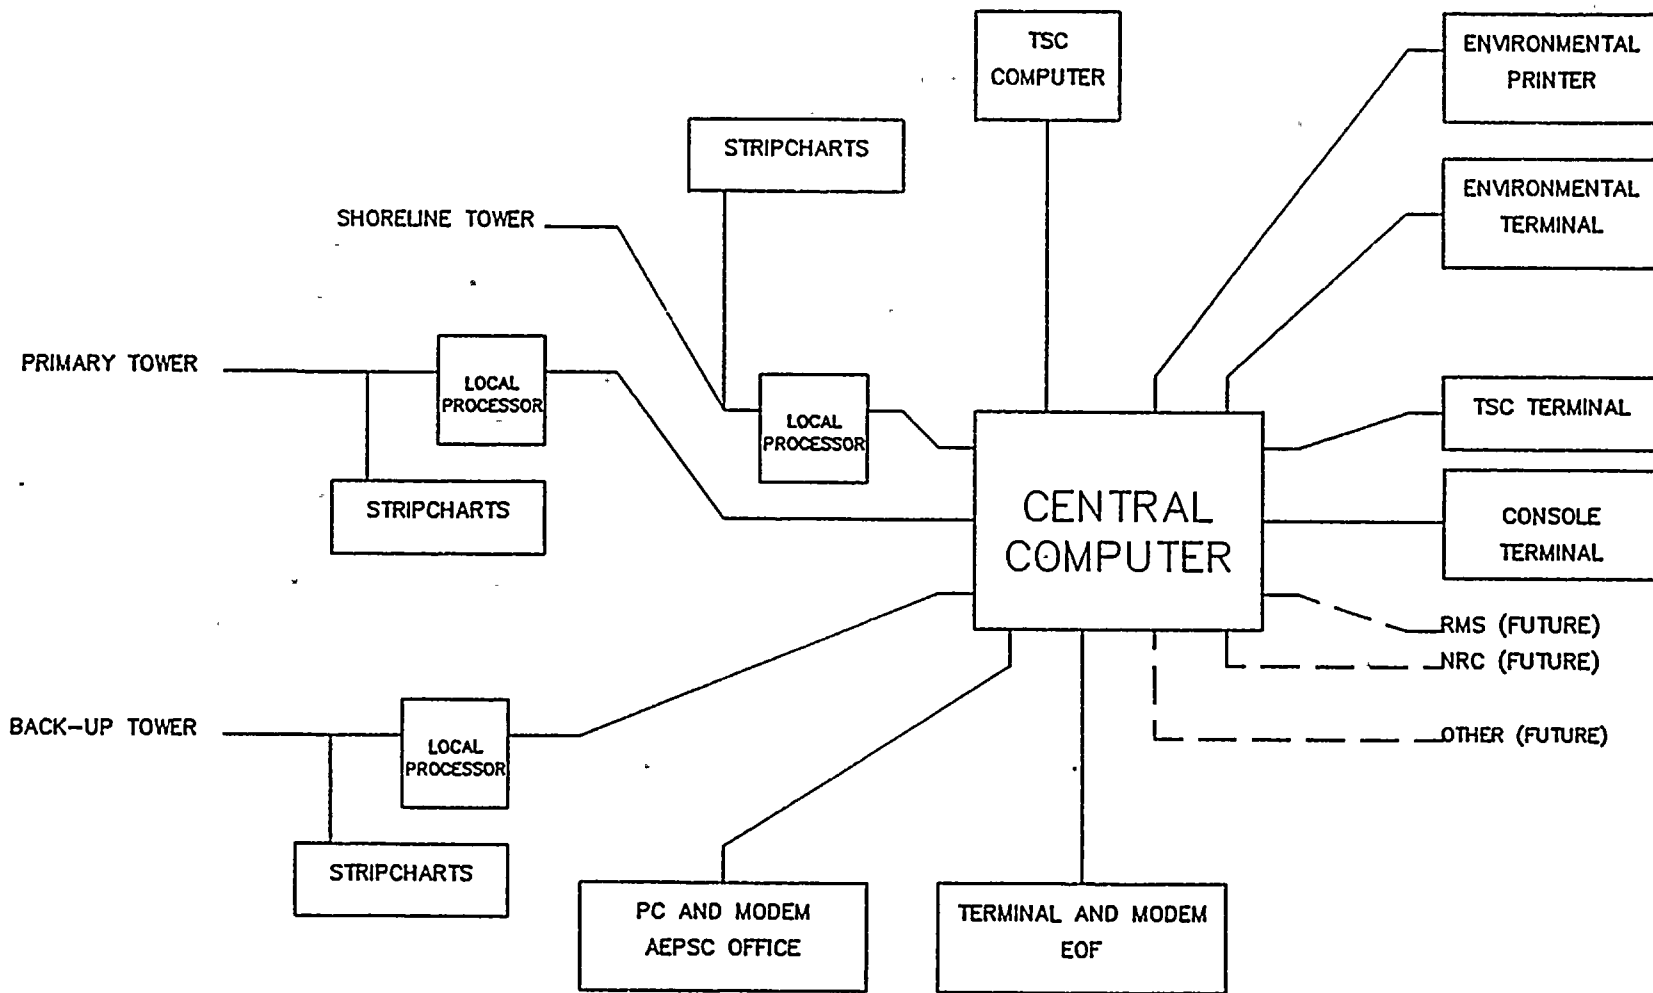 TSC
COMPUTER
ENVIRONMENTAL
PRINTER
STRIPCHARTS
ENVIRONMENTAL
TERMINAL
SHORELINE TOWER
PRIMARY TOWER
LOCAL
PROCESSOR
LOCAL
PROCESSOR
TSC TERMINAL
STRIPCHARTS
CENTRAL
COMPUTER
CONSOLE
TERMINAL
RMS (FUTURE)
NRC (FUTURE)
OTHER (FUTURE)
BACK-UP TOWER
LOCAL
PROCESSOR
STRIPCHARTS
PC AND MODEM
AEPSC OFFICE
TERMINAL AND MODEM
EOF